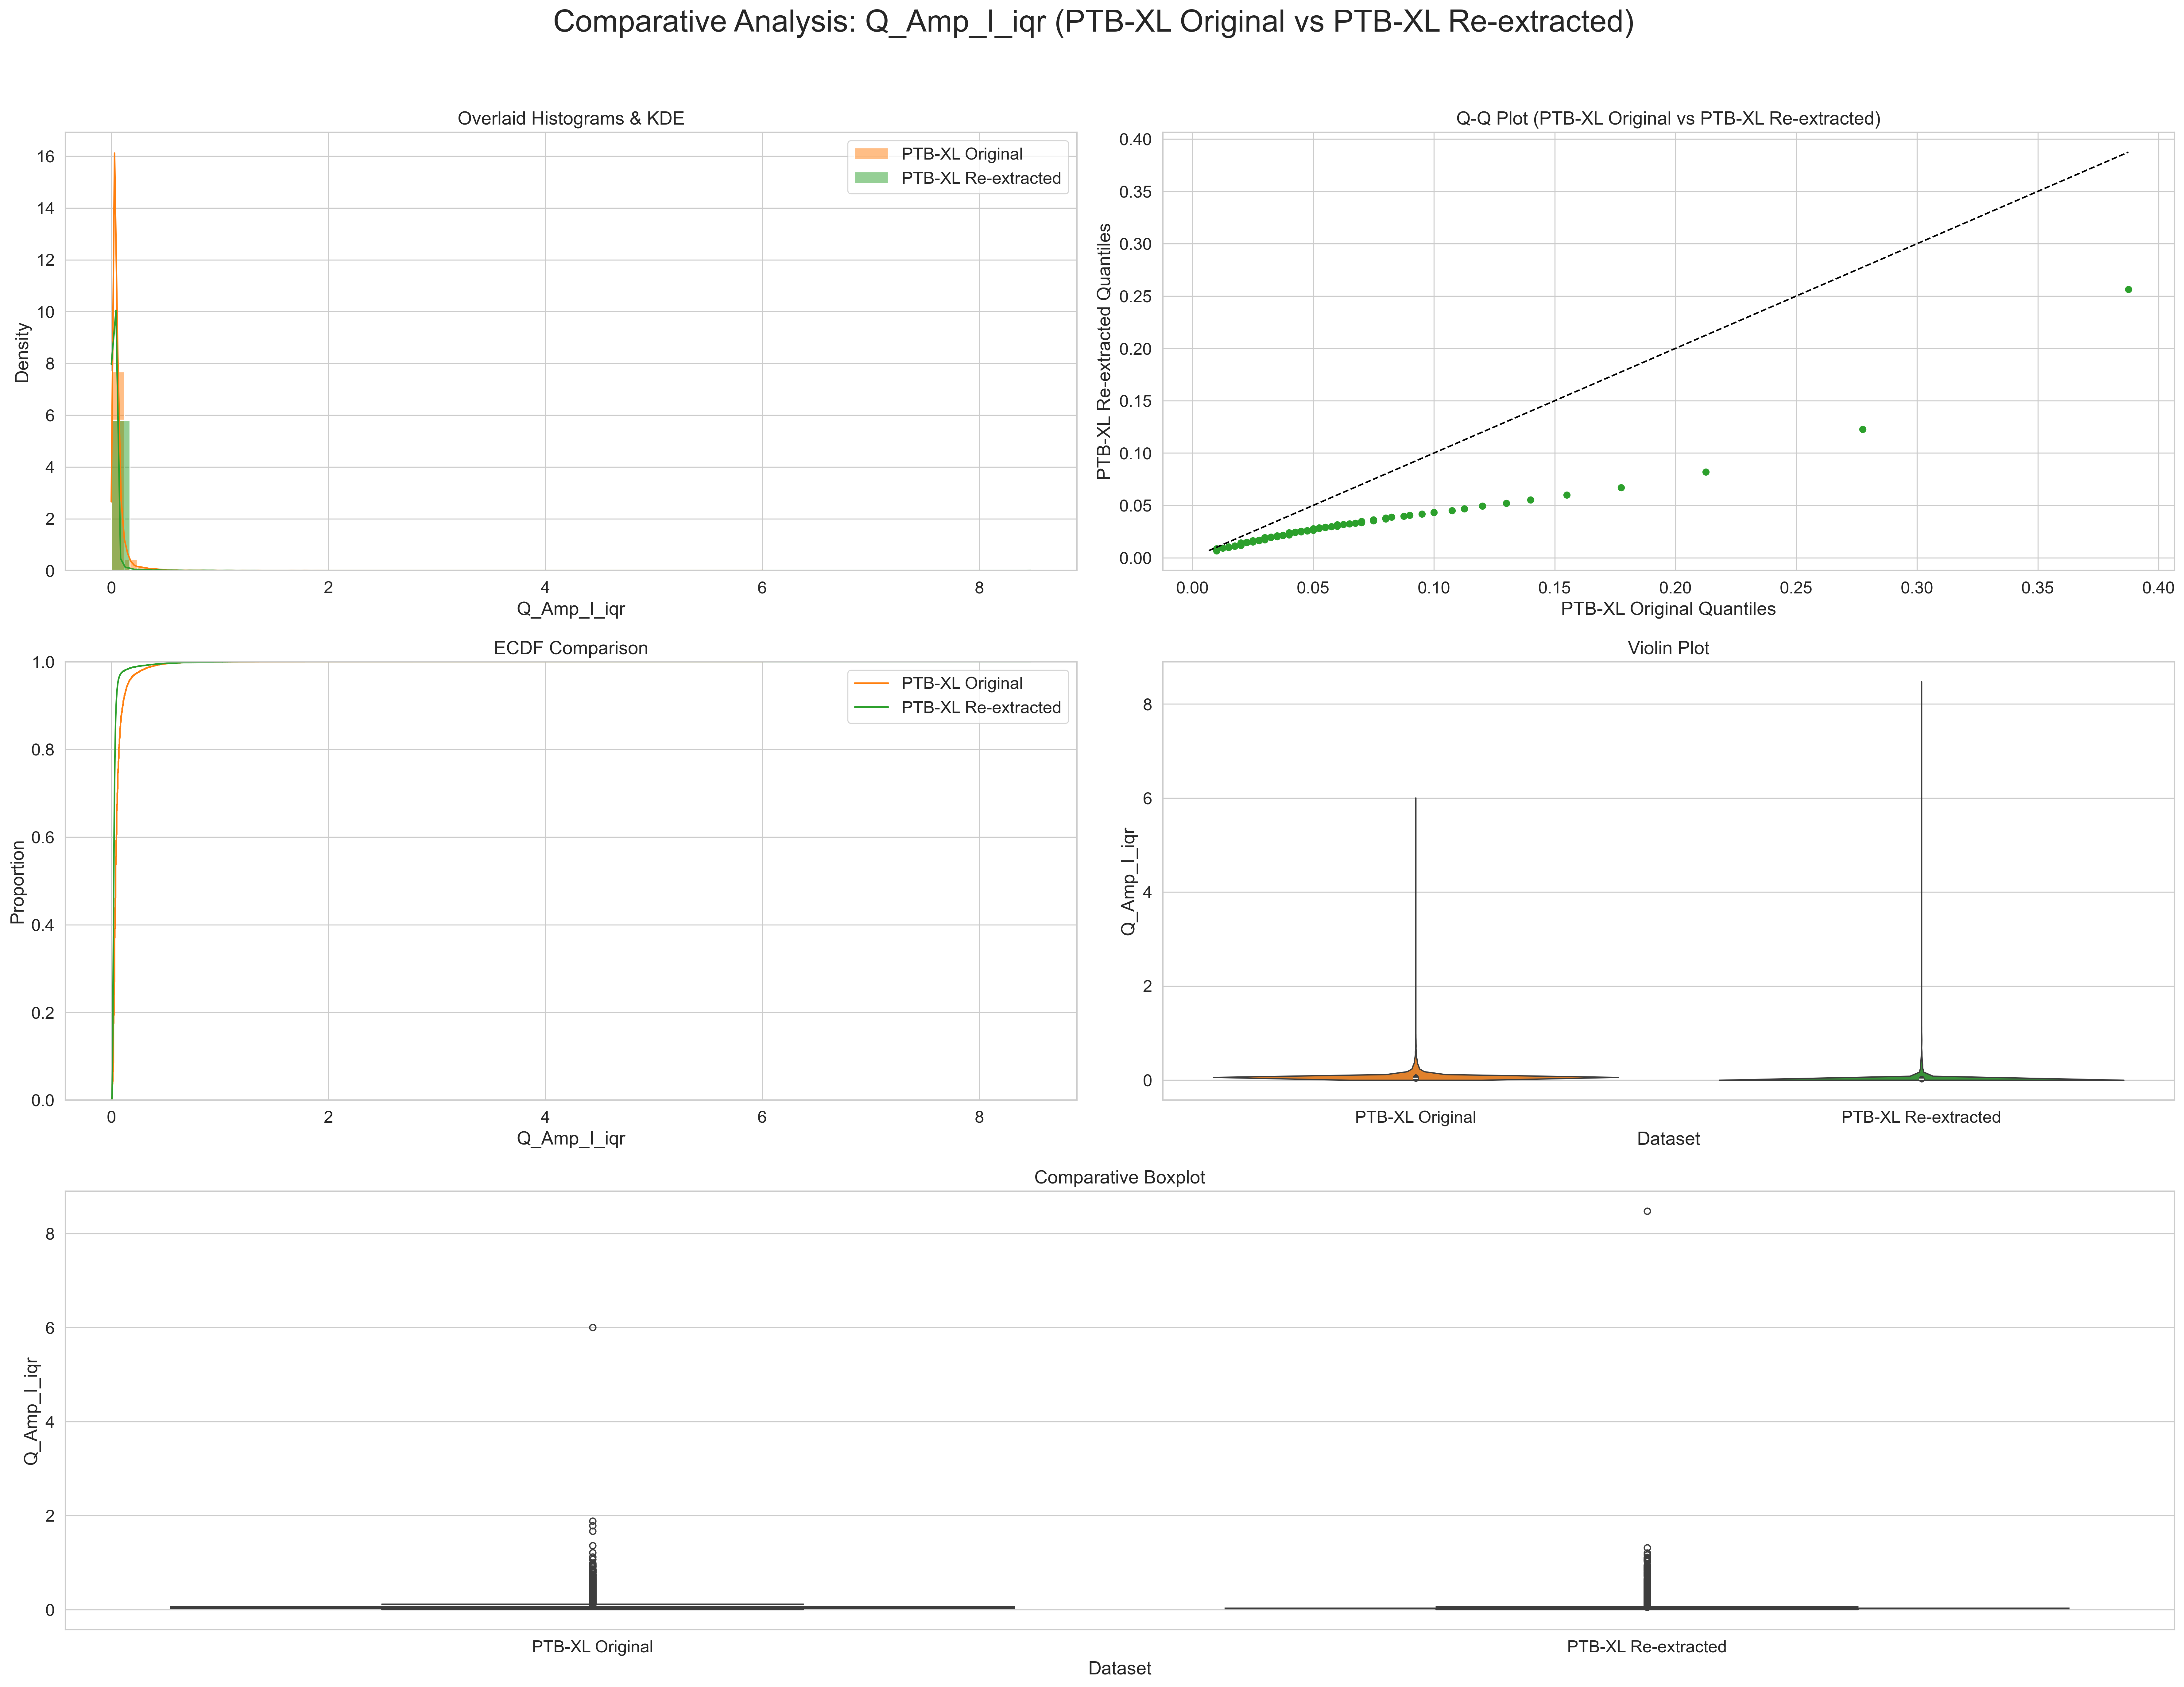 Comparative Analysis: Q_Amp_I_iqr (PTB-XL Original vs PTB-XL Re-extracted)
Overlaid Histograms & KDE
PTB-XL Original
PTB-XL Re-extracted
Density
16
14
12
10
8
6
4
2
0
0 2 4 6 8
Q_Amp_I_iqr
Q-Q Plot (PTB-XL Original vs PTB-XL Re-extracted)
PTB-XL Re-extracted Quantiles
0.40
0.35
0.30
0.25
0.20
0.15
0.10
0.05
0.00
0.00 0.05 0.10 0.15 0.20 0.25 0.30 0.35 0.40
PTB-XL Original Quantiles
ECDF Comparison
PTB-XL Original
PTB-XL Re-extracted
Proportion
1.0
0.8
0.6
0.4
0.2
0.0
0 2 4 6 8
Q_Amp_I_iqr
Violin Plot
Q_Amp_I_iqr
8
6
4
2
0
PTB-XL Original PTB-XL Re-extracted
Dataset
Comparative Boxplot
Q_Amp_I_iqr
8
6
4
2
0
PTB-XL Original PTB-XL Re-extracted
Dataset